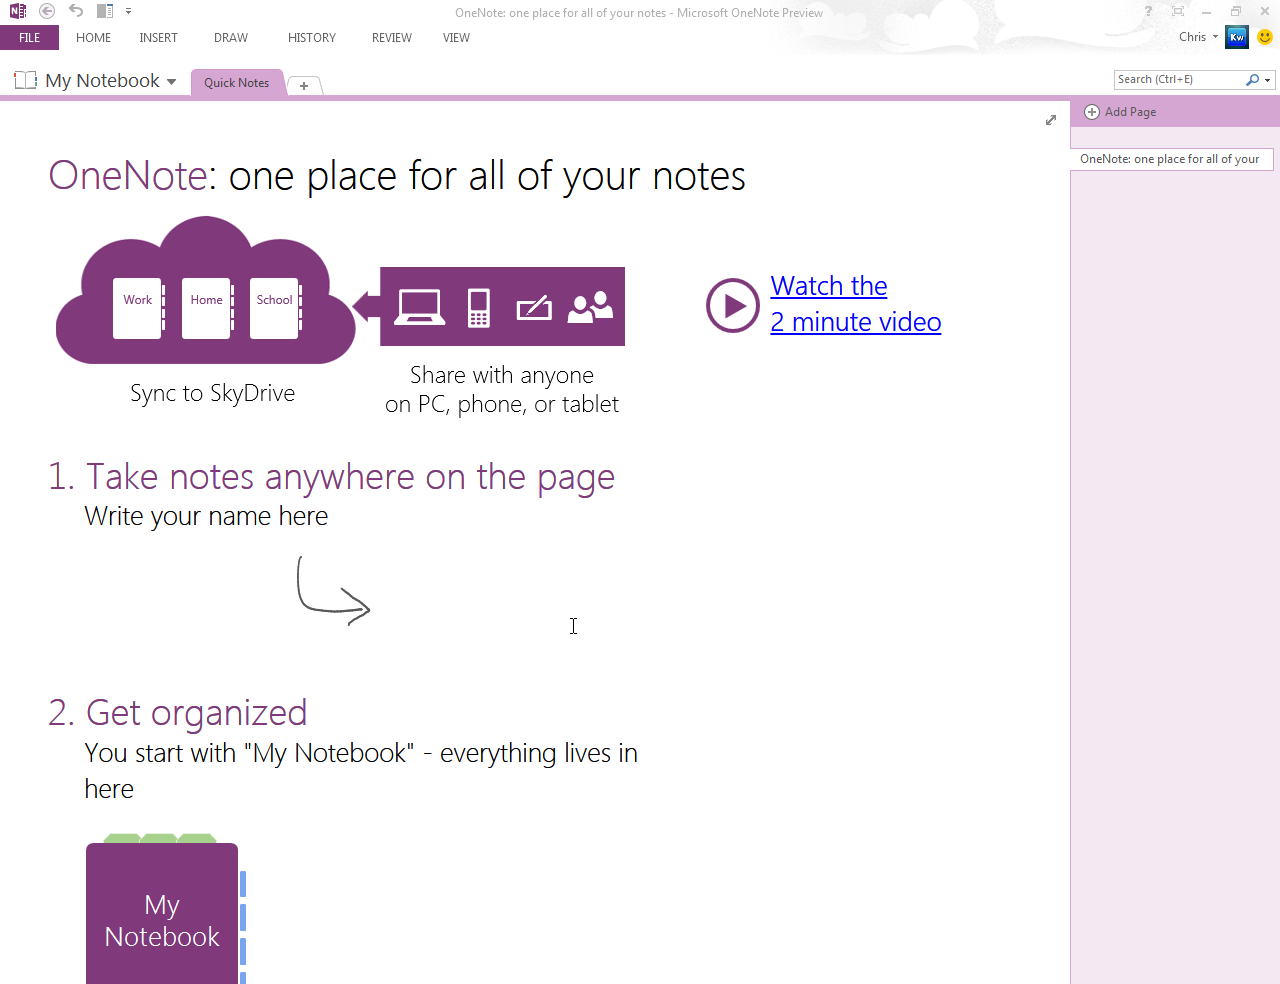 OneNote: one place for all of your notes - Microsoft OneNote Preview
FILE HOME INSERT DRAW HISTORY REVIEW VIEW
Chris
Kw
My Notebook
Quick Notes
Search (Ctrl+E)
Add Page
OneNote: one place for all of your
OneNote: one place for all of your notes
Work
Home
School
Sync to SkyDrive
Share with anyone
on PC, phone, or tablet
Watch the
2 minute video
1. Take notes anywhere on the page
Write your name here
2. Get organized
You start with "My Notebook" - everything lives in
here
My
Notebook